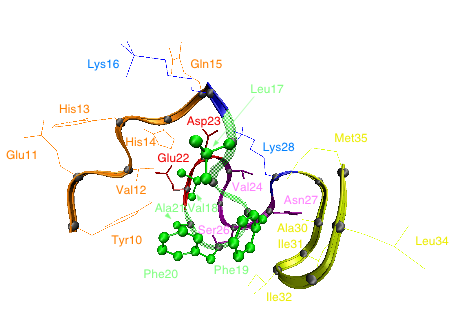 Lys16
Gln15
Leu17
His13
Asp23
His14
Lys28
Met35
Glu11
Glu22
Val12
Val24
Asn27
Ala21
Val18
Tyr10
Ser26
Ala30
Ile31
Leu34
Phe20
Phe19
Ile32